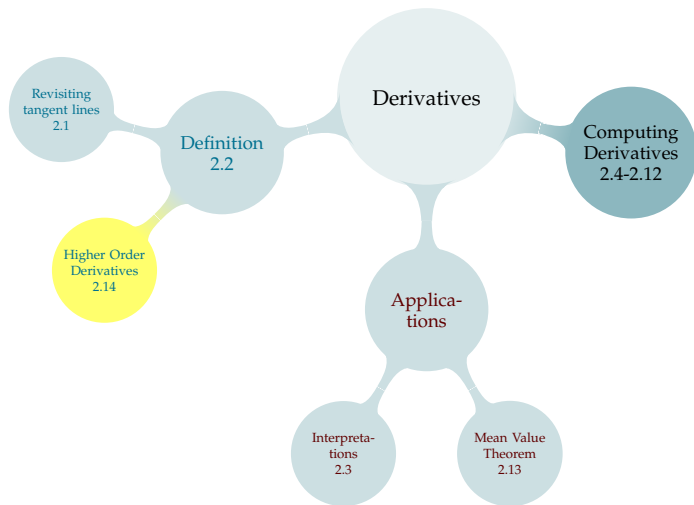 Derivatives
Revisiting
tangent lines
2.1
Definition
2.2
Computing
Derivatives
2.4-2.12
Higher Order
Derivatives
2.14
Applica-
tions
Interpreta-
tions
2.3
Mean Value
Theorem
2.13